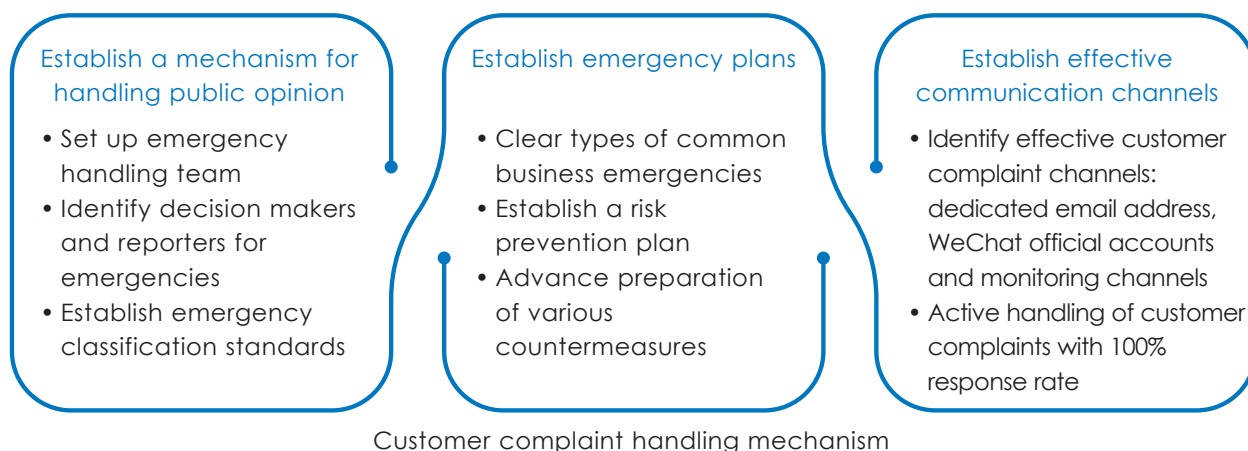 Establish a mechanism for
handling public opinion
• Set up emergency
handling team
• Identify decision makers
and reporters for
emergencies
• Establish emergency
classification standards
Establish emergency plans
• Clear types of common
business emergencies
• Establish a risk
prevention plan
• Advance preparation
of various
countermeasures
Establish effective
communication channels
• Identify effective customer
complaint channels:
dedicated email address,
WeChat official accounts
and monitoring channels
• Active handling of customer
complaints with 100%
response rate
Customer complaint handling mechanism